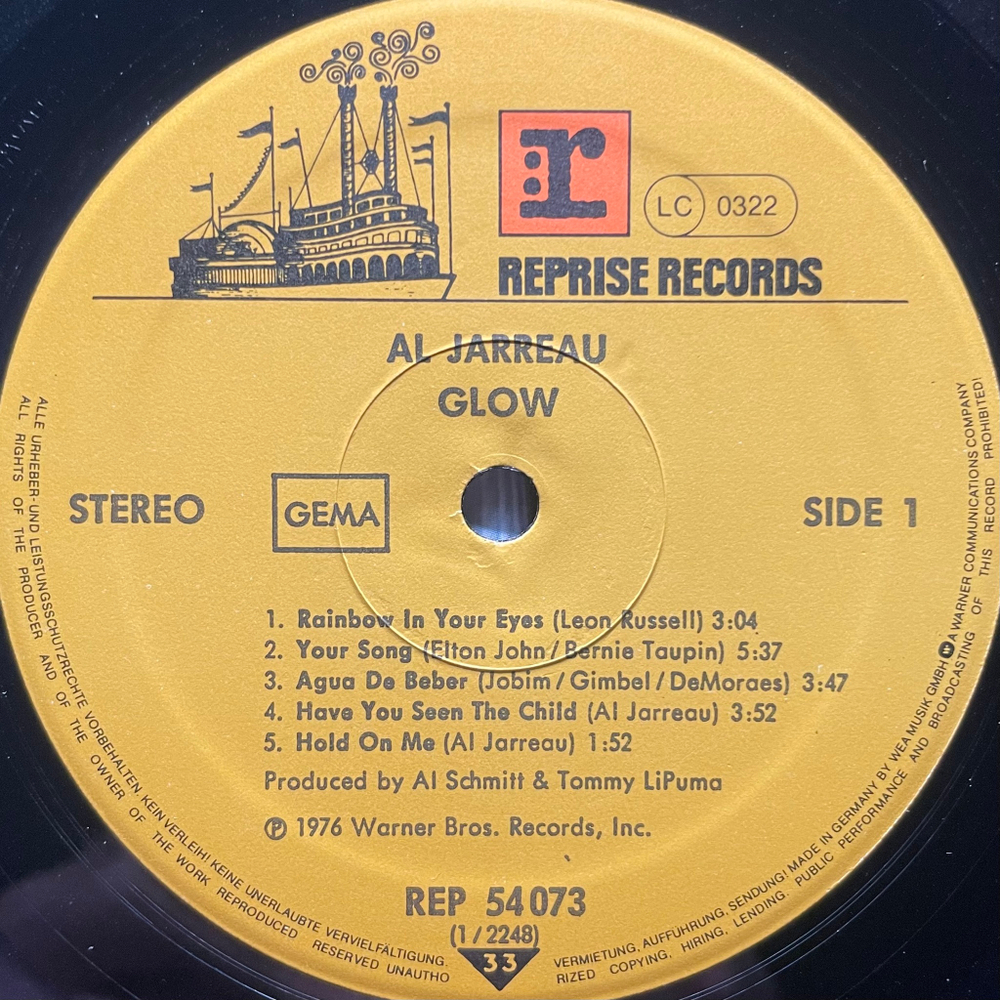 r
LC 0322
REPRISE RECORDS
AL JARREAU
GLOW
STEREO
GEMA
SIDE 1
1. Rainbow In Your Eyes (Leon Russell) 3:04
2. Your Song (Elton John/Bernie Taupin) 5:37
3. Agua De Beber (Jobim/Gimbel/DeMoraes) 3:47
4. Have You Seen The Child (Al Jarreau) 3:52
5. Hold On Me (Al Jarreau) 1:52
Produced by Al Schmitt & Tommy LiPuma
℗ 1976 Warner Bros. Records, Inc.
REP 54 073
(1/2248)
33
ALLE URHEBER- UND LEISTUNGSSCHUTZRECHTE VORBEHALTEN, KEIN VERLEIH! KEINE UNERLAUBTE VERVIELFÄLTIGUNG, VERMIETUNG, AUFFÜHRUNG, SENDUNG! MADE IN GERMANY BY WEA MUSIK GMBH W A WARNER COMMUNICATIONS COMPANY
ALL RIGHTS OF THE PRODUCER AND OF THE OWNER OF THE WORK REPRODUCED RESERVED UNAUTHORIZED COPYING, HIRING, LENDING, PUBLIC PERFORMANCE AND BROADCASTING OF THIS RECORD PROHIBITED!